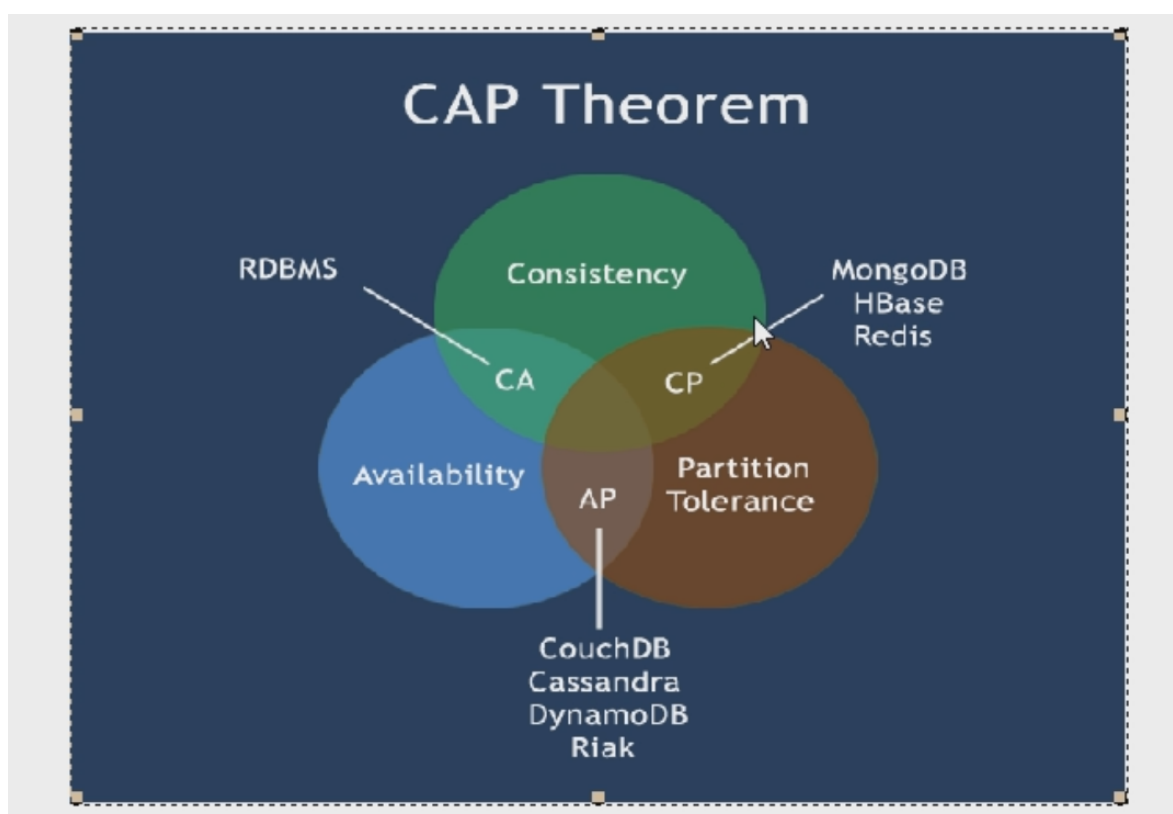 CAP Theorem
RDBMS
Consistency
MongoDB
HBase
Redis
CA
CP
Availability
Partition
Tolerance
AP
CouchDB
Cassandra
DynamoDB
Riak